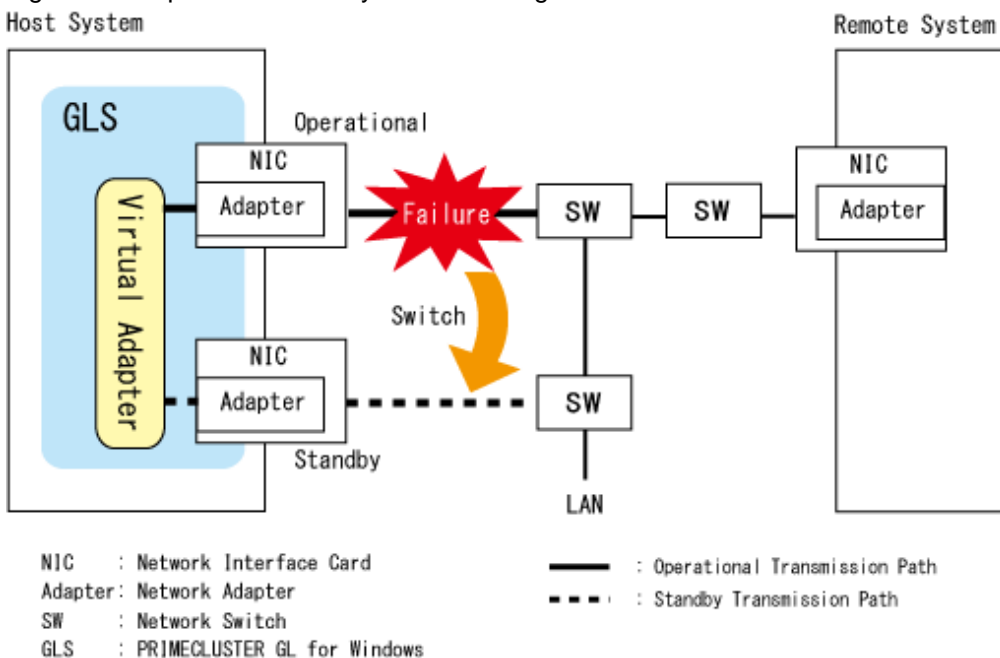 Host System
Remote System
GLS
Operational
NIC
Adapter
Failure
SW
SW
NIC
Adapter
Virtual Adapter
Switch
NIC
Adapter
SW
Standby
LAN
NIC : Network Interface Card
Adapter: Network Adapter
SW : Network Switch
GLS : PRIMECLUSTER GL for Windows
: Operational Transmission Path
: Standby Transmission Path